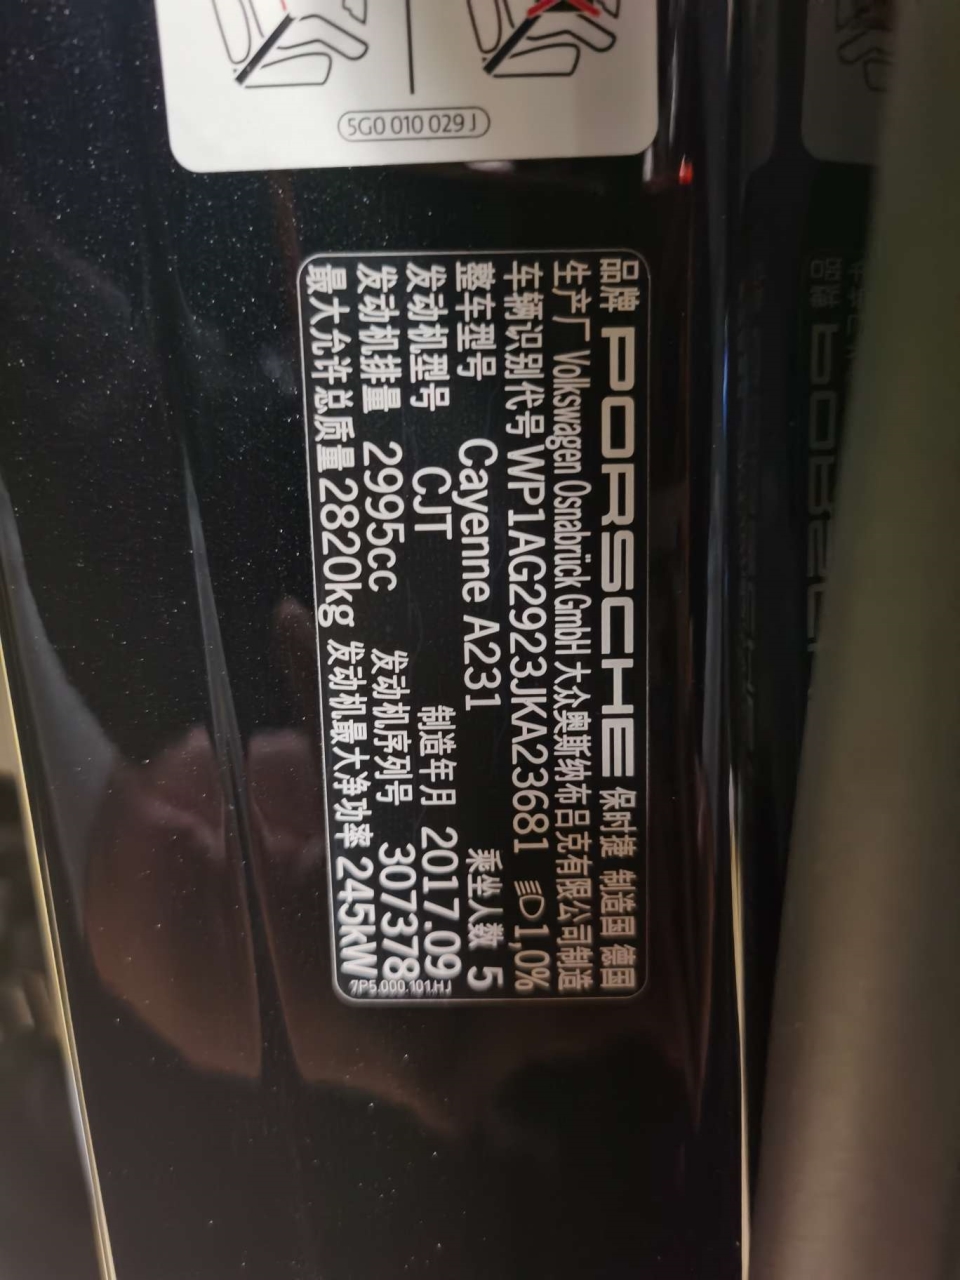 5G0 010 029 J
品牌 PORSCHE 保时捷 制造国 德国
生产厂 Volkswagen Osnabrück GmbH 大众奥斯纳布吕克有限公司制造
车辆识别代号 WP1AG2923JKA23681 1,0%
整车型号 Cayenne A231 乘坐人数 5
发动机型号 CJT 制造年月 2017.09
发动机排量 2995cc 发动机序列号 307378
最大允许总质量 2820kg 发动机最大净功率 245kW
7P5.000.101.HJ